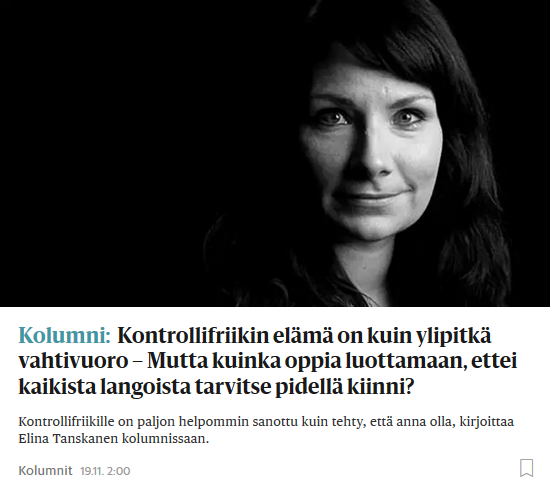 Kolumni: Kontrollifriikin elämä on kuin ylipitkä
vahtivuoro – Mutta kuinka oppia luottamaan, ettei
kaikista langoista tarvitse pidellä kiinni?
Kontrollifriikille on paljon helpommin sanottu kuin tehty, että anna olla, kirjoittaa
Elina Tanskanen kolumnissaan.
Kolumnit 19.11. 2:00